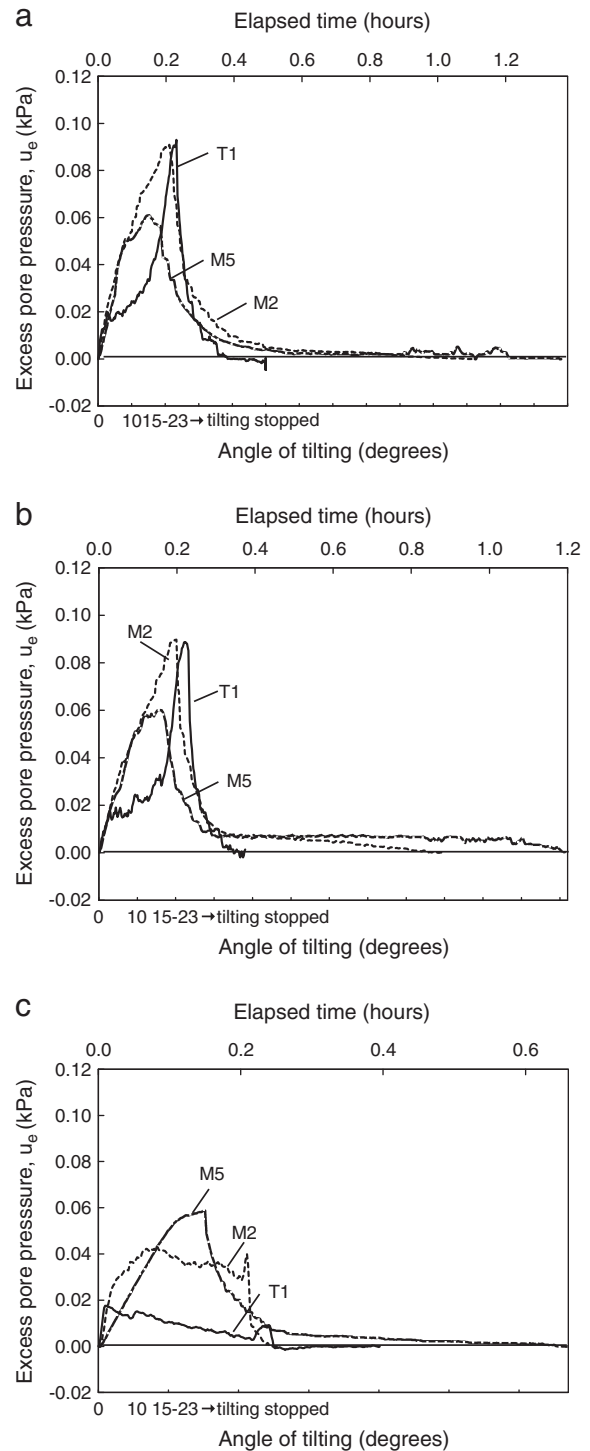 a
Elapsed time (hours)
0.0 0.2 0.4 0.6 0.8 1.0 1.2
Excess pore presssure, u_e (kPa)
0.12
0.10
0.08
0.06
0.04
0.02
0.00
-0.02
T1
M5
M2
0 1015-23→tilting stopped
Angle of tilting (degrees)
b
Elapsed time (hours)
0.0 0.2 0.4 0.6 0.8 1.0 1.2
Excess pore presssure, u_e (kPa)
0.12
0.10
0.08
0.06
0.04
0.02
0.00
-0.02
M2
T1
M5
0 10 15-23→tilting stopped
Angle of tilting (degrees)
c
Elapsed time (hours)
0.0 0.2 0.4 0.6
Excess pore presssure, u_e (kPa)
0.12
0.10
0.08
0.06
0.04
0.02
0.00
-0.02
M5
M2
T1
0 10 15-23→tilting stopped
Angle of tilting (degrees)